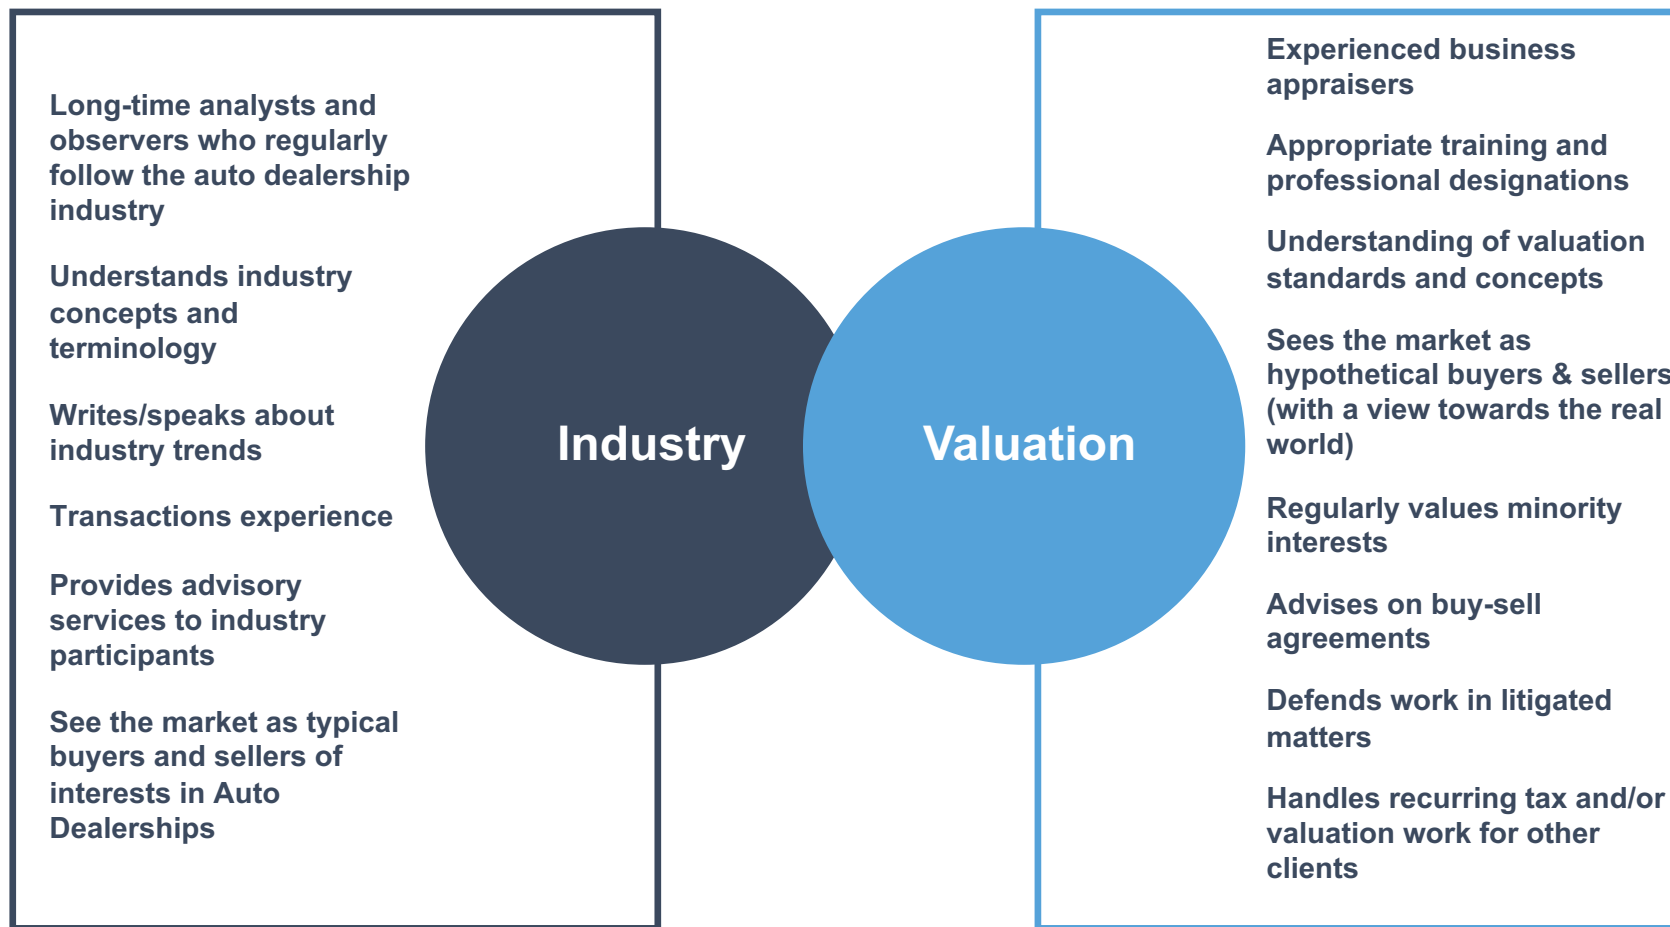 Long-time analysts and
observers who regularly
follow the auto dealership
industry
Understands industry
concepts and
terminology
Writes/speaks about
industry trends
Transactions experience
Provides advisory
services to industry
participants
See the market as typical
buyers and sellers of
interests in Auto
Dealerships
Industry
Valuation
Experienced business
appraisers
Appropriate training and
professional designations
Understanding of valuation
standards and concepts
Sees the market as
hypothetical buyers & sellers
(with a view towards the real
world)
Regularly values minority
interests
Advises on buy-sell
agreements
Defends work in litigated
matters
Handles recurring tax and/or
valuation work for other
clients